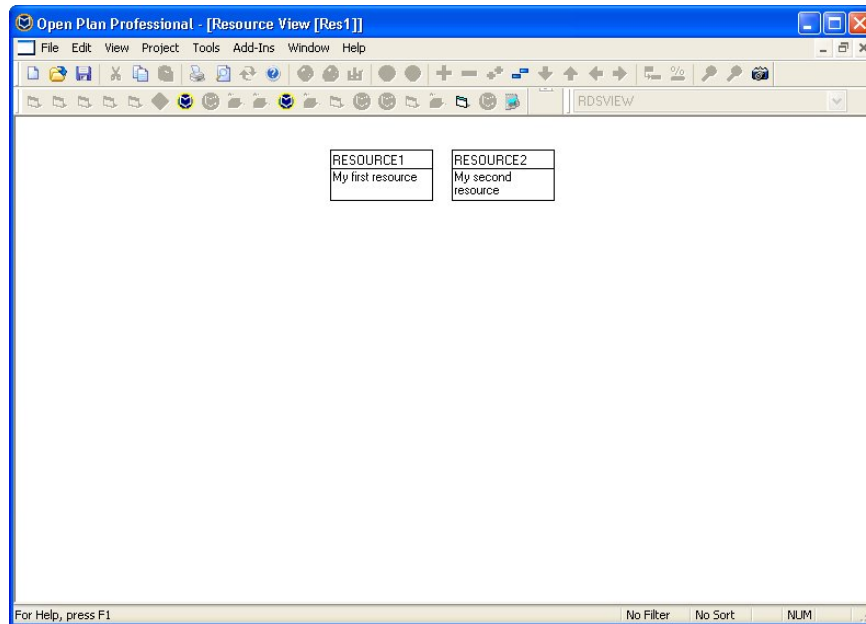 Open Plan Professional - [Resource View [Res1]]
File Edit View Project Tools Add-Ins Window Help
RDSVIEW
RESOURCE1
My first resource
RESOURCE2
My second
resource
For Help, press F1
No Filter No Sort NUM